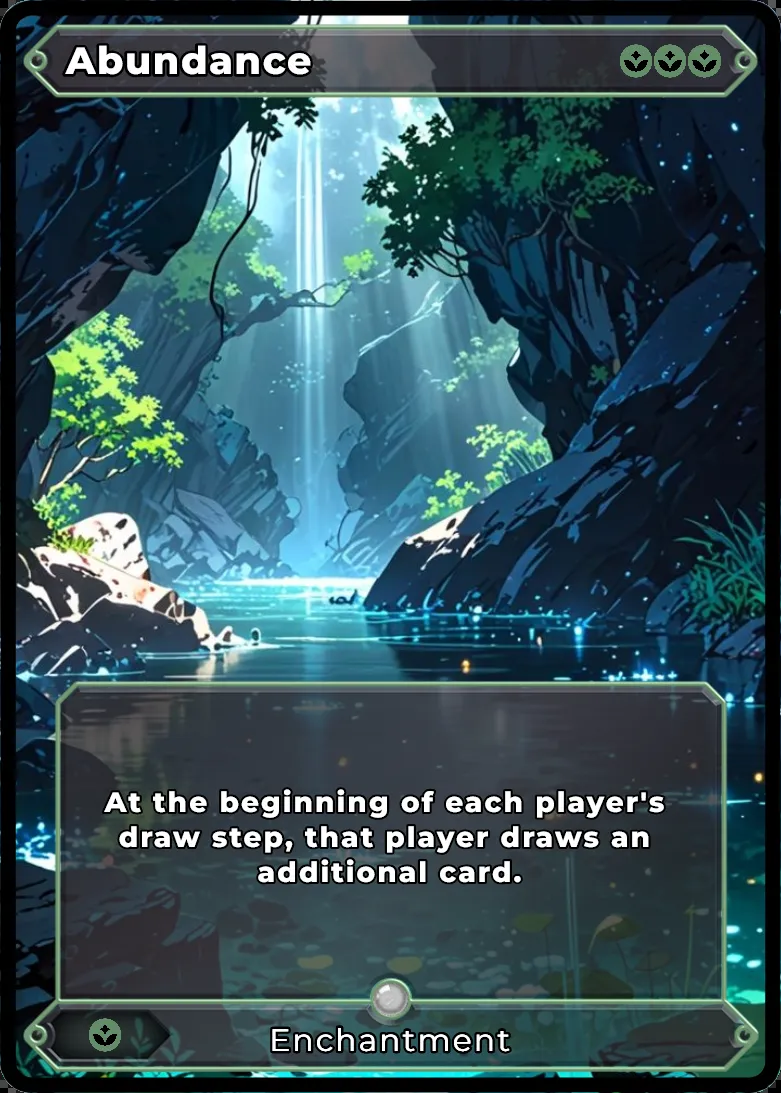 Abundance
At the beginning of each player's
draw step, that player draws an
additional card.
Enchantment